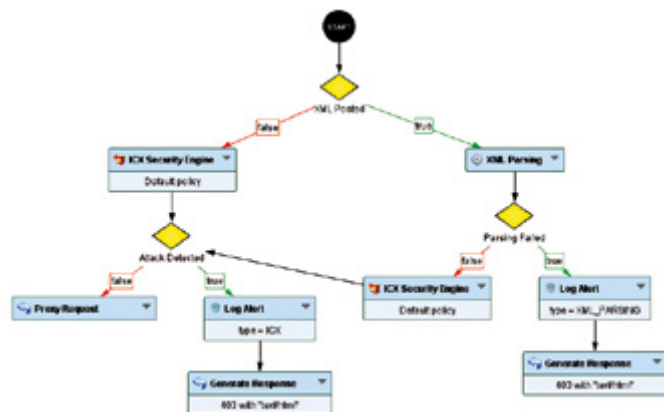 START
XML Posted
false
true
ICX Security Engine
Default policy
XML Parsing
Attack Detected
Parsing Failed
false
true
false
true
Proxy Request
Log Alert
type = ICX
ICX Security Engine
Default policy
Log Alert
type = XML_PARSING
Generate Response
Generate Response